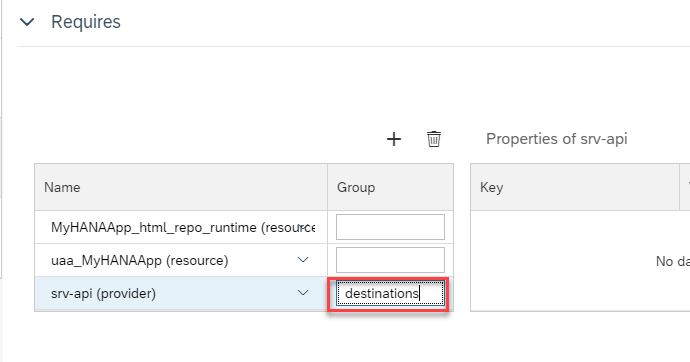 Requires
Properties of srv-api
Name Group Key
MyHANAApp_html_repo_runtime (resource
uaa_MyHANAApp (resource)
No da
srv-api (provider) destinations